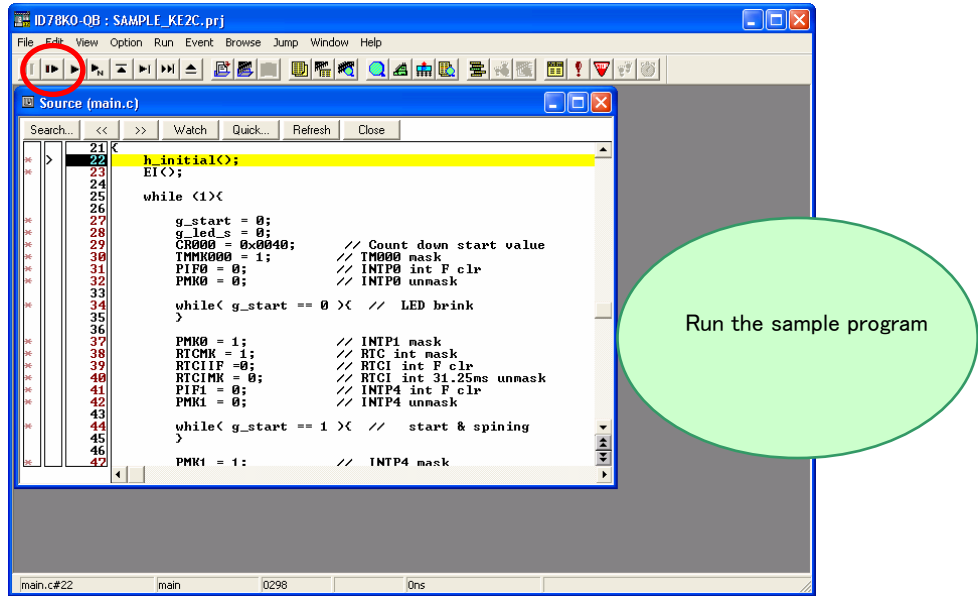 ID78K0-QB : SAMPLE_KE2C.prj
File Edit View Option Run Event Browse Jump Window Help
Source (main.c)
Search... << >> Watch Quick... Refresh Close
21 {
* > 22 h_initial();
* 23 EI();
24
25 while (1){
26
* 27 g_start = 0;
* 28 g_led_s = 0;
* 29 CR000 = 0x0040; // Count down start value
* 30 TMMK000 = 1; // TM000 mask
* 31 PIF0 = 0; // INTP0 int F clr
* 32 PMK0 = 0; // INTP0 unmask
33
* 34 while( g_start == 0 ){ // LED brink
35 }
36
* 37 PMK0 = 1; // INTP1 mask
* 38 RTCMK = 1; // RTC int mask
* 39 RTCIIF =0; // RTCI int F clr
* 40 RTCIMK = 0; // RTCI int 31.25ms unmask
* 41 PIF1 = 0; // INTP4 int F clr
* 42 PMK1 = 0; // INTP4 unmask
43
* 44 while( g_start == 1 ){ // start & spining
45 }
46
* 47 PMK1 = 1; // INTP4 mask
Run the sample program
main.c#22 main 0298 0ns